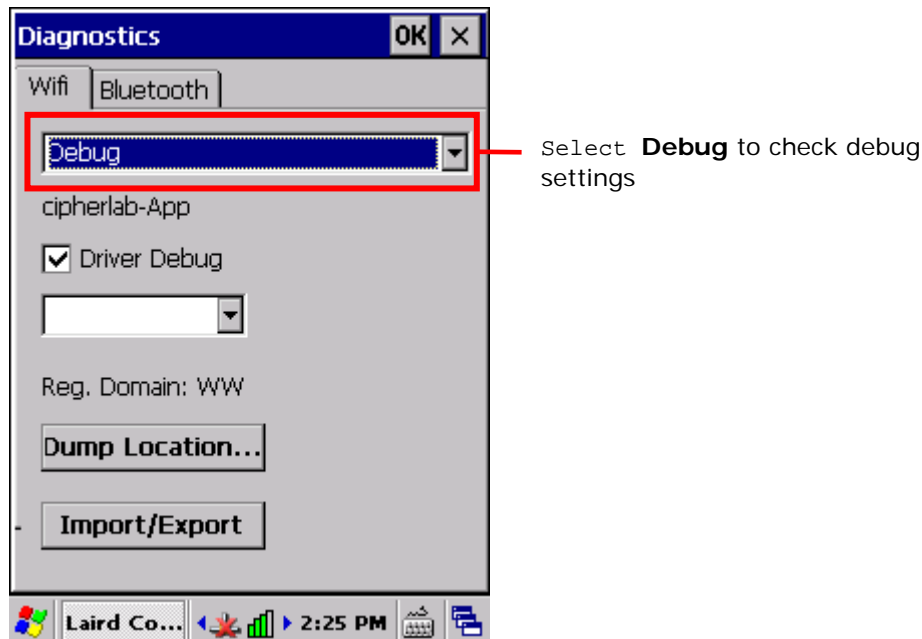 Diagnostics OK ×
Wifi Bluetooth
Debug
Select Debug to check debug
settings
cipherlab-App
Driver Debug
Reg. Domain: WW
Dump Location...
Import/Export
Laird Co... 2:25 PM